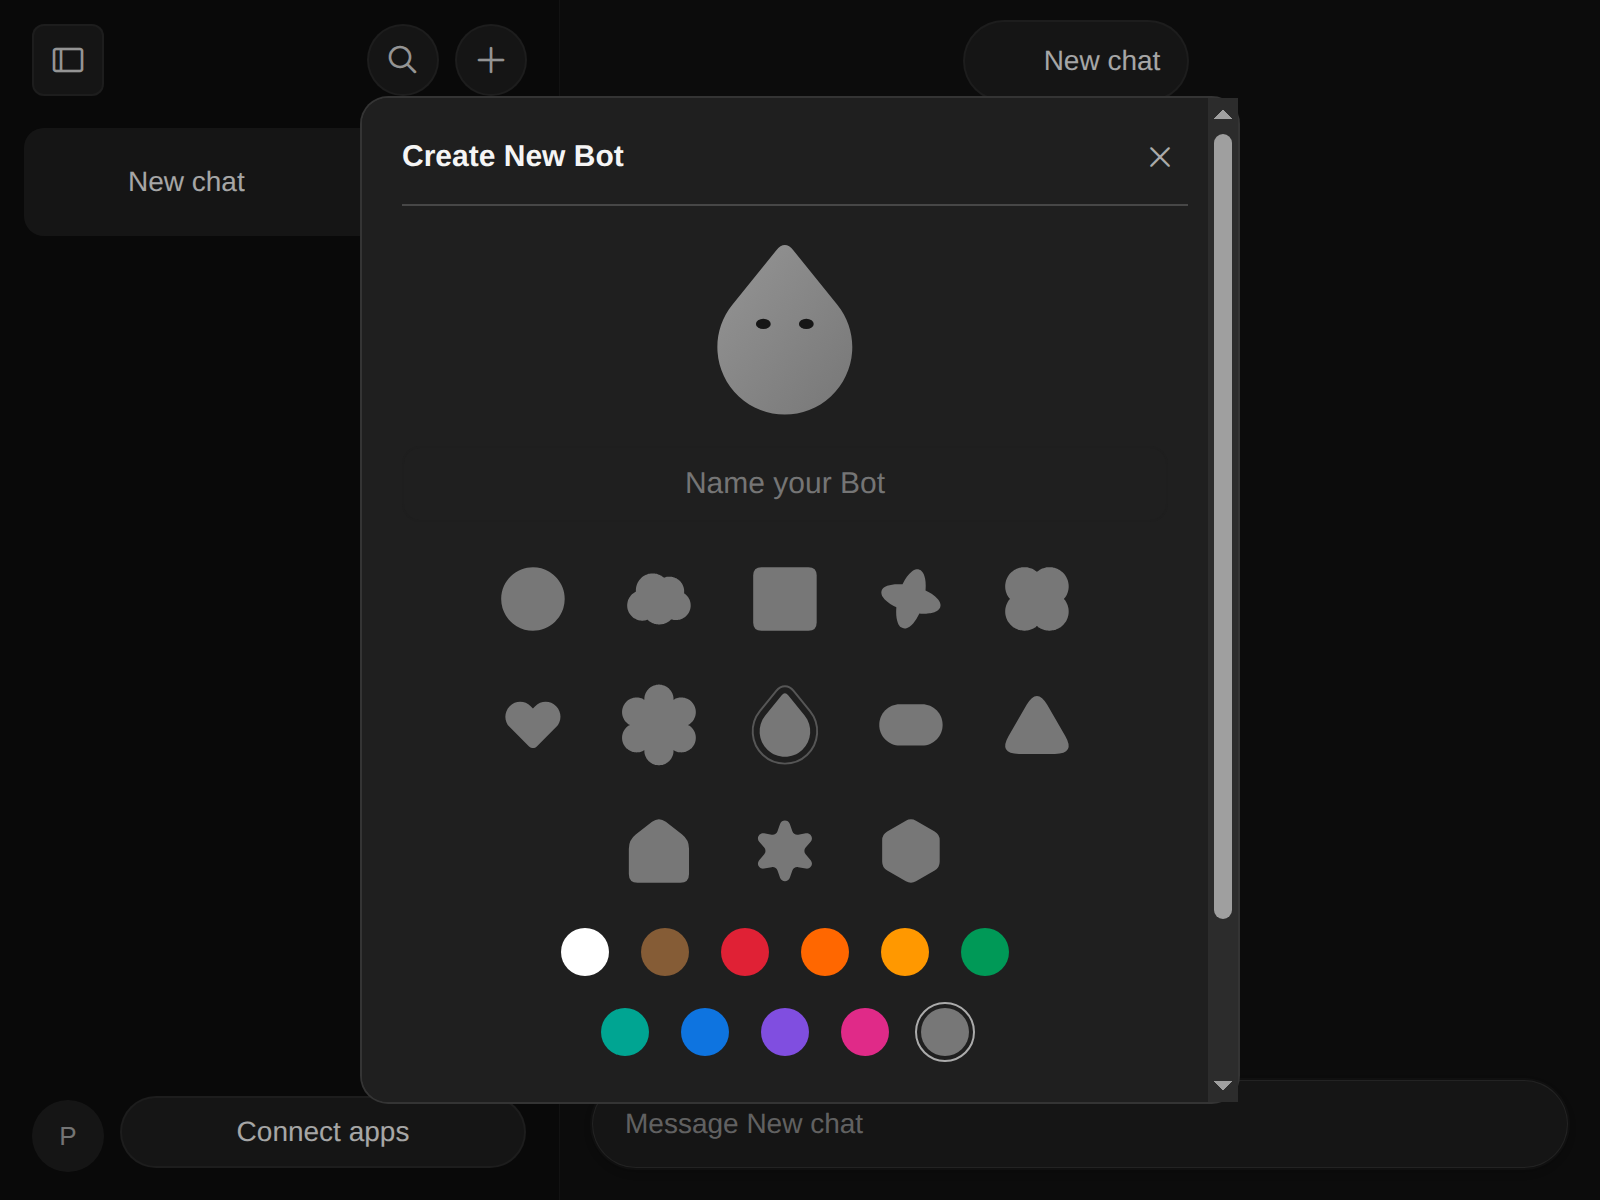 New chat
New chat
Create New Bot
Name your Bot
P
Connect apps
Message New chat